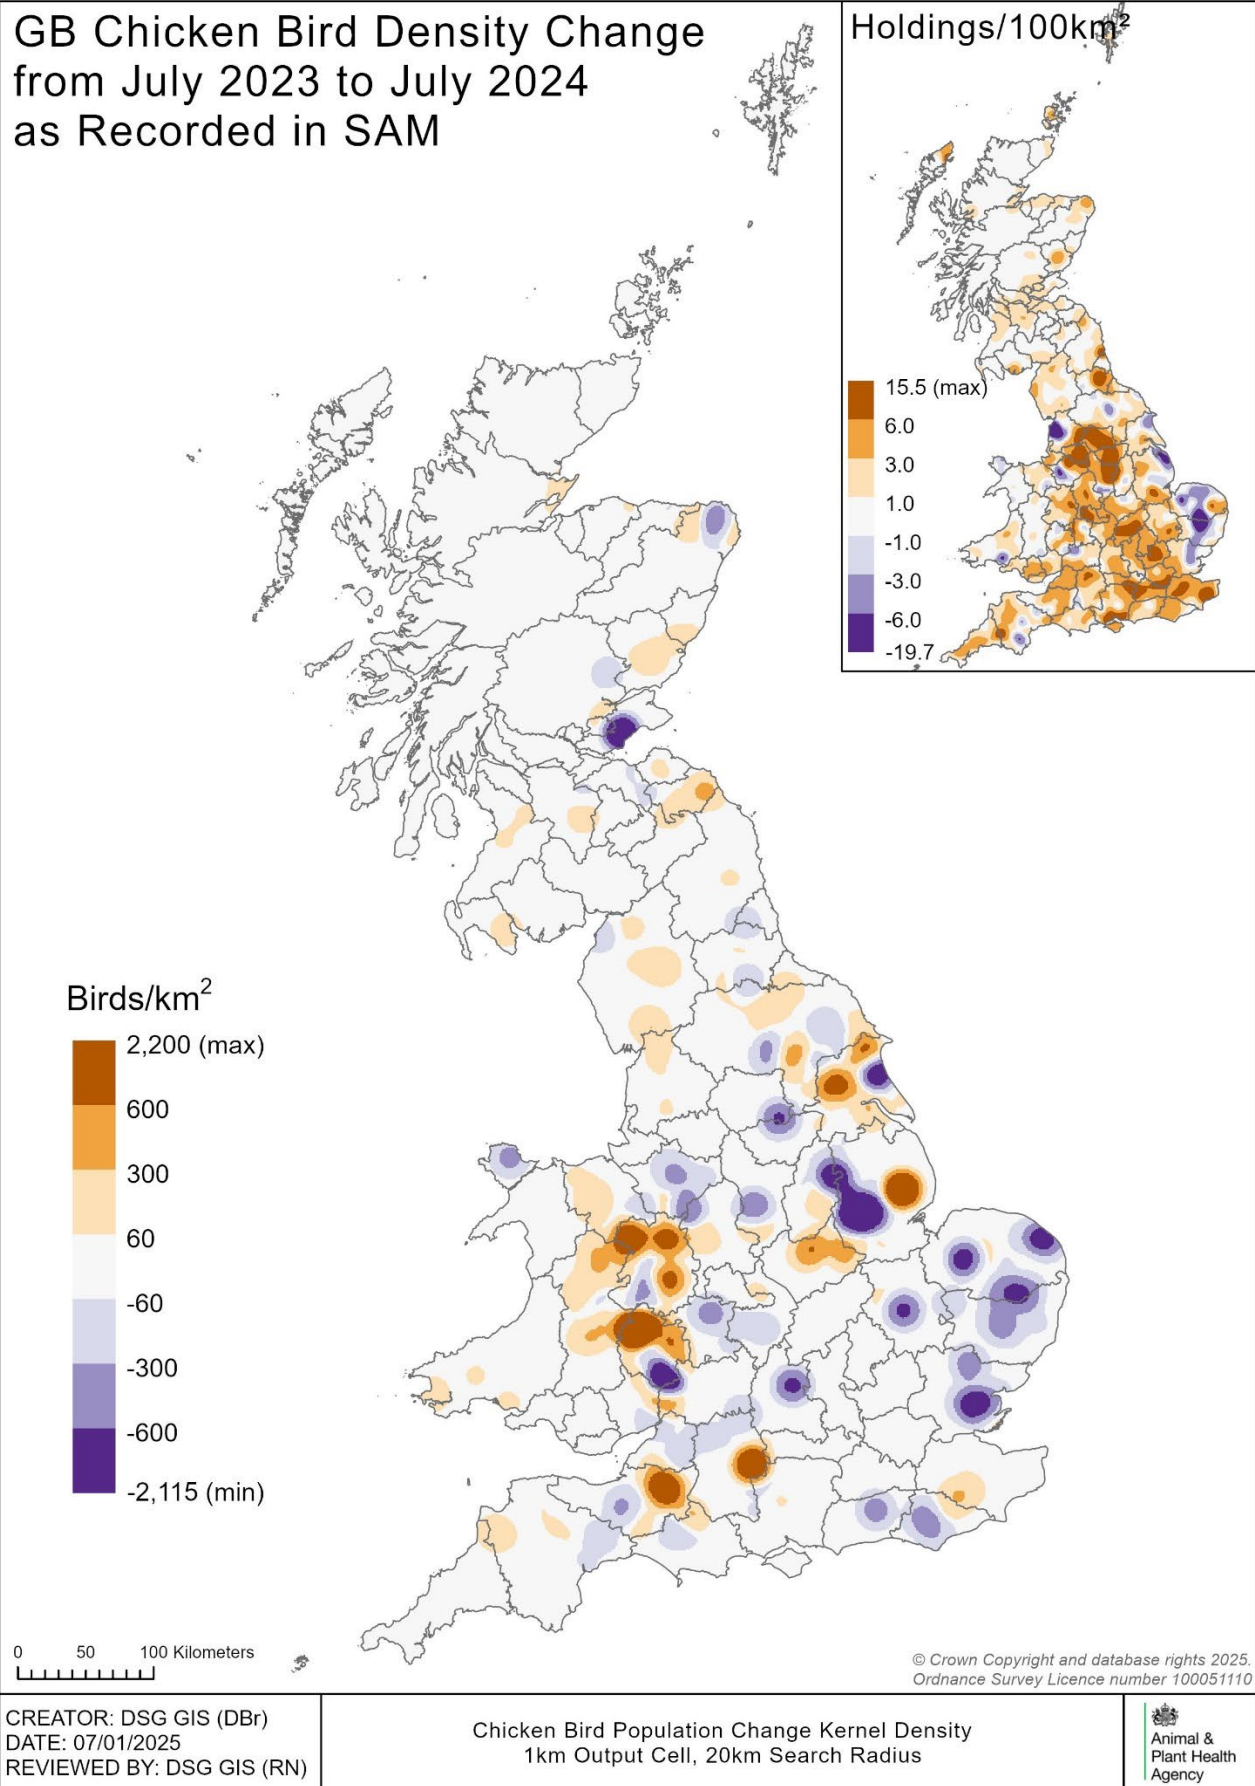 GB Chicken Bird Density Change
from July 2023 to July 2024
as Recorded in SAM
Holdings/100km²
15.5 (max)
6.0
3.0
1.0
-1.0
-3.0
-6.0
-19.7
Birds/km²
2,200 (max)
600
300
60
-60
-300
-600
-2,115 (min)
0 50 100 Kilometers
© Crown Copyright and database rights 2025.
Ordnance Survey Licence number 100051110
CREATOR: DSG GIS (DBr)
DATE: 07/01/2025
REVIEWED BY: DSG GIS (RN)
Chicken Bird Population Change Kernel Density
1km Output Cell, 20km Search Radius
Animal &
Plant Health
Agency